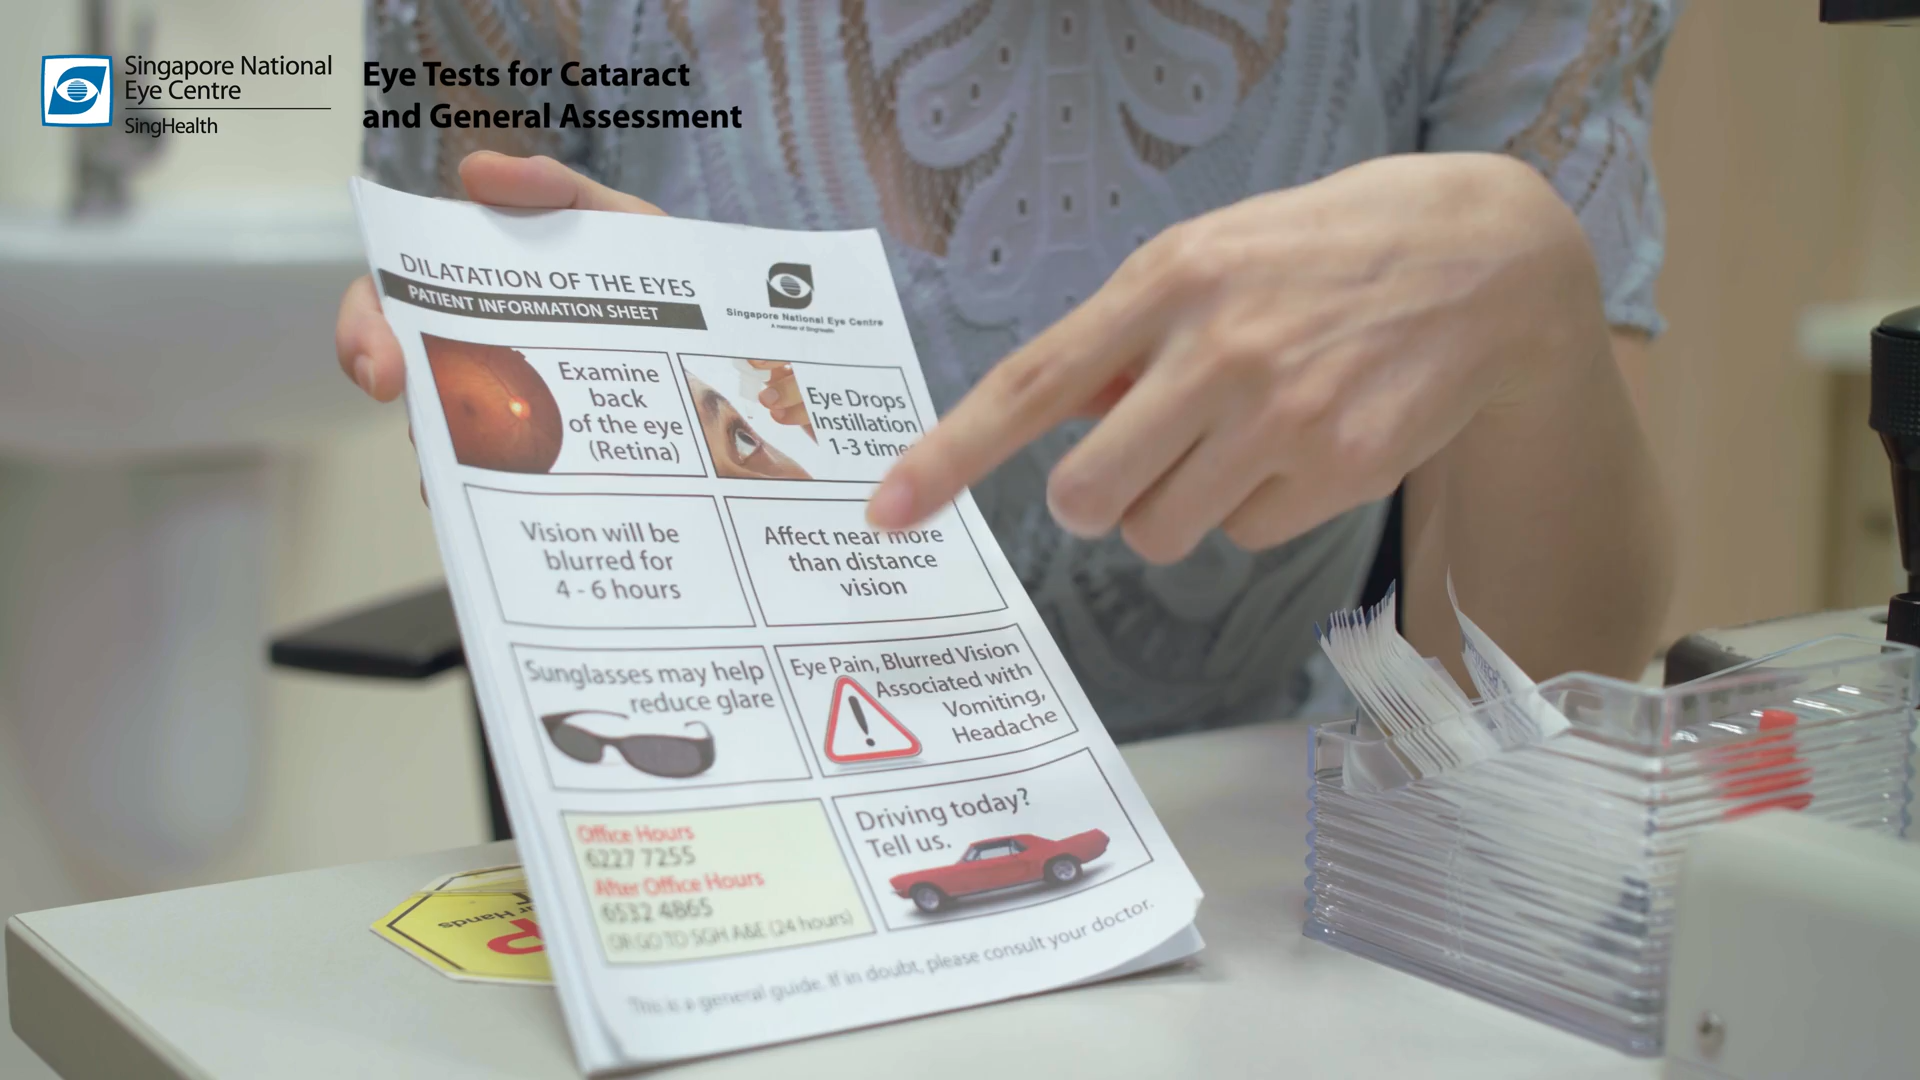 Singapore National
Eye Centre
SingHealth
Eye Tests for Cataract
and General Assessment
DILATATION OF THE EYES
PATIENT INFORMATION SHEET
Singapore National Eye Centre
A member of SingHealth
Examine
back
of the eye
(Retina)
Eye Drops
Instillation
1-3 time
Vision will be
blurred for
4 - 6 hours
Affect near more
than distance
vision
Sunglasses may help
reduce glare
Eye Pain, Blurred Vision
Associated with
Vomiting,
Headache
Office Hours
6227 7255
After Office Hours
6532 4865
OR GO TO SGH A&E (24 hours)
Driving today?
Tell us.
This is a general guide. If in doubt, please consult your doctor.
Hands